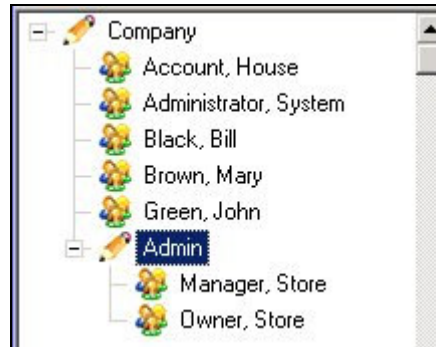 Company
Account, House
Administrator, System
Black, Bill
Brown, Mary
Green, John
Admin
Manager, Store
Owner, Store